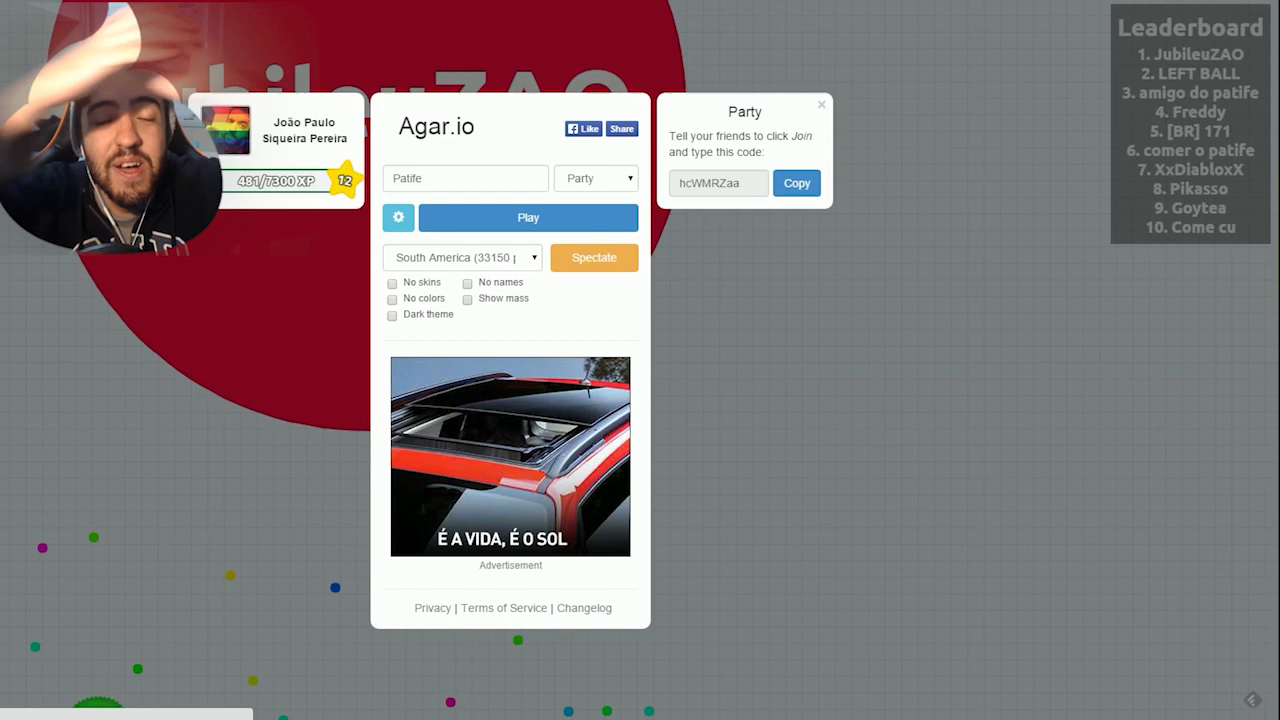 JubileuZAO
João Paulo
Siqueira Pereira
481/7300 XP
12
Agar.io
Like
Share
Patife
Party
Play
South America (33150 p
Spectate
No skins
No names
No colors
Show mass
Dark theme
É A VIDA, É O SOL
Advertisement
Privacy | Terms of Service | Changelog
Party
×
Tell your friends to click Join
and type this code:
hcWMRZaa
Copy
Leaderboard
1. JubileuZAO
2. LEFT BALL
3. amigo do patife
4. Freddy
5. [BR] 171
6. comer o patife
7. XxDiabloxX
8. Pikasso
9. Goytea
10. Come cu